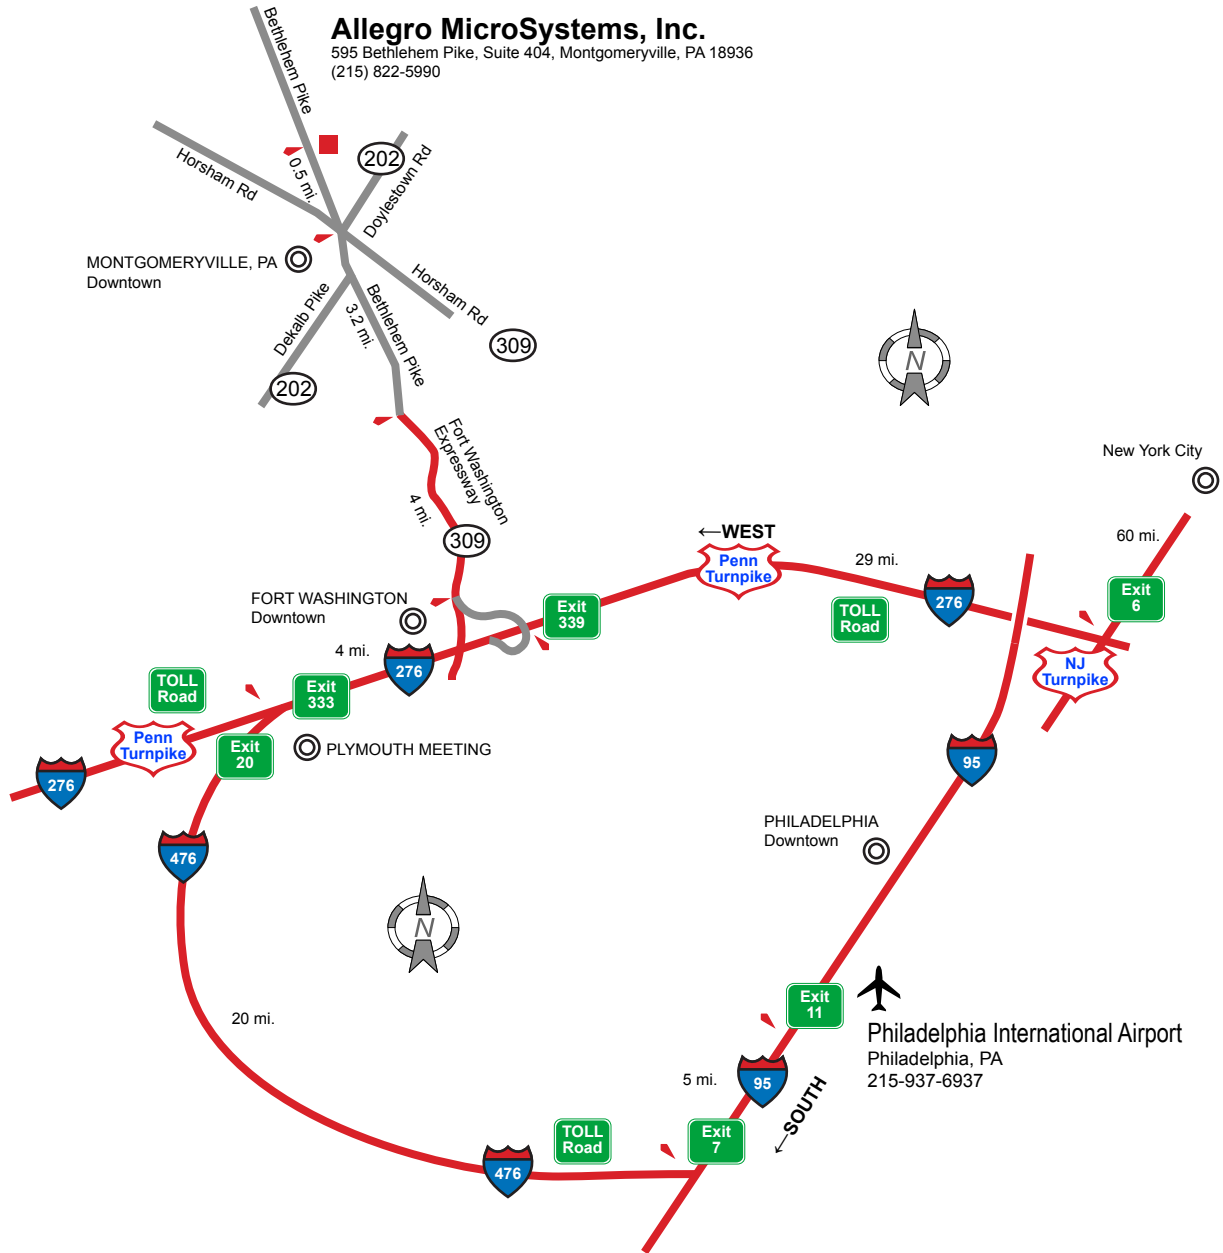 Allegro MicroSystems, Inc.
595 Bethlehem Pike, Suite 404, Montgomeryville, PA 18936
(215) 822-5990
Bethlehem Pike
Horsham Rd
0.5 mi.
202
Doylestown Rd
MONTGOMERYVILLE, PA
Downtown
Horsham Rd
309
Dekalb Pike
202
3.2 mi.
Bethlehem Pike
N
Fort Washington
Expressway
4 mi.
309
New York City
60 mi.
Exit
6
←WEST
Penn
Turnpike
29 mi.
276
TOLL
Road
NJ
Turnpike
FORT WASHINGTON
Downtown
Exit
339
4 mi.
276
TOLL
Road
Exit
333
Penn
Turnpike
Exit
20
PLYMOUTH MEETING
276
95
476
PHILADELPHIA
Downtown
N
20 mi.
Exit
11
Philadelphia International Airport
Philadelphia, PA
215-937-6937
5 mi.
95
←SOUTH
TOLL
Road
Exit
7
476